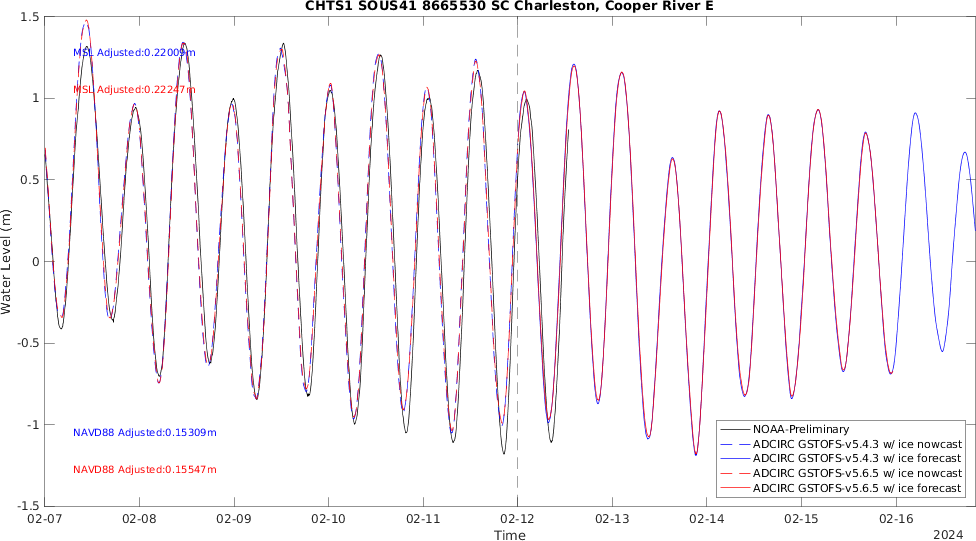 CHTS1 SOUS41 8665530 SC Charleston, Cooper River E
1.5
1
0.5
0
-0.5
-1
-1.5
Water Level (m)
MSL Adjusted:0.22009m
MSL Adjusted:0.22247m
NAVD88 Adjusted:0.15309m
NAVD88 Adjusted:0.15547m
NOAA-Preliminary
ADCIRC GSTOFS-v5.4.3 w/ ice nowcast
ADCIRC GSTOFS-v5.4.3 w/ ice forecast
ADCIRC GSTOFS-v5.6.5 w/ ice nowcast
ADCIRC GSTOFS-v5.6.5 w/ ice forecast
02-07 02-08 02-09 02-10 02-11 02-12 02-13 02-14 02-15 02-16
Time
2024